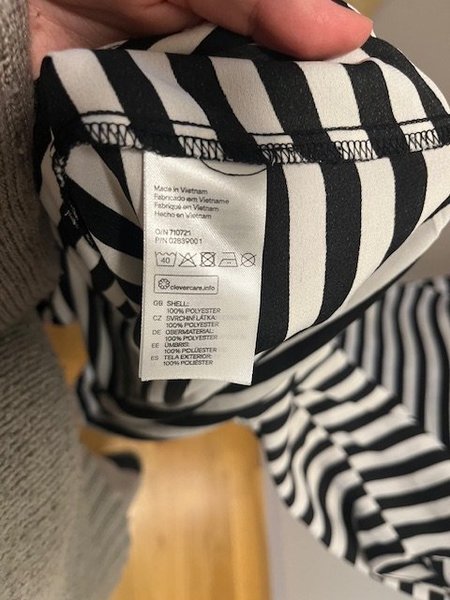 Made in Vietnam
Fabricado em Vietname
Fabriqué en Vietnam
Hecho en Vietnam
O/N 710721
P/N 02839001
40
clevercare.info
GB SHELL:
100% POLYESTER
CZ SVRCHNÍ LÁTKA:
100% POLYESTER
DE OBERMATERIAL:
100% POLYESTER
EE ÜMBRIS:
100% POLÜESTER
ES TELA EXTERIOR:
100% POLIÉSTER